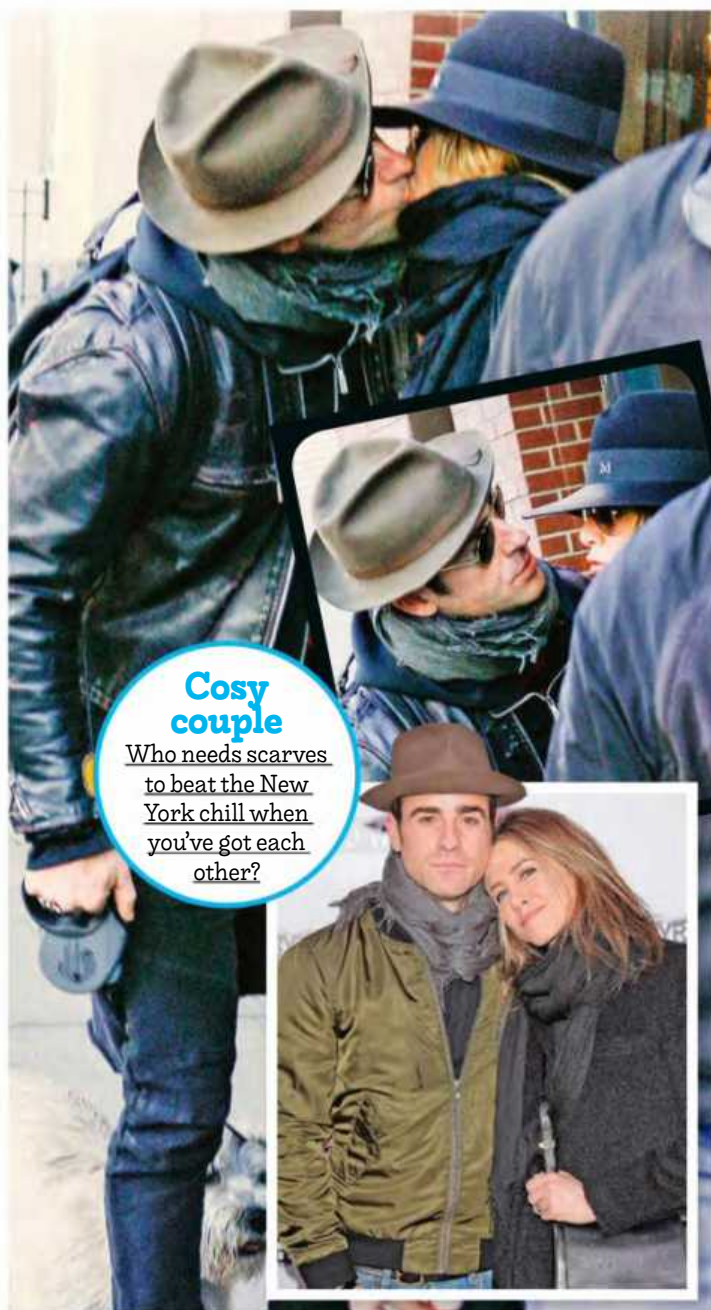 Cosy
couple
Who needs scarves
to beat the New
York chill when
you've got each
other?
M